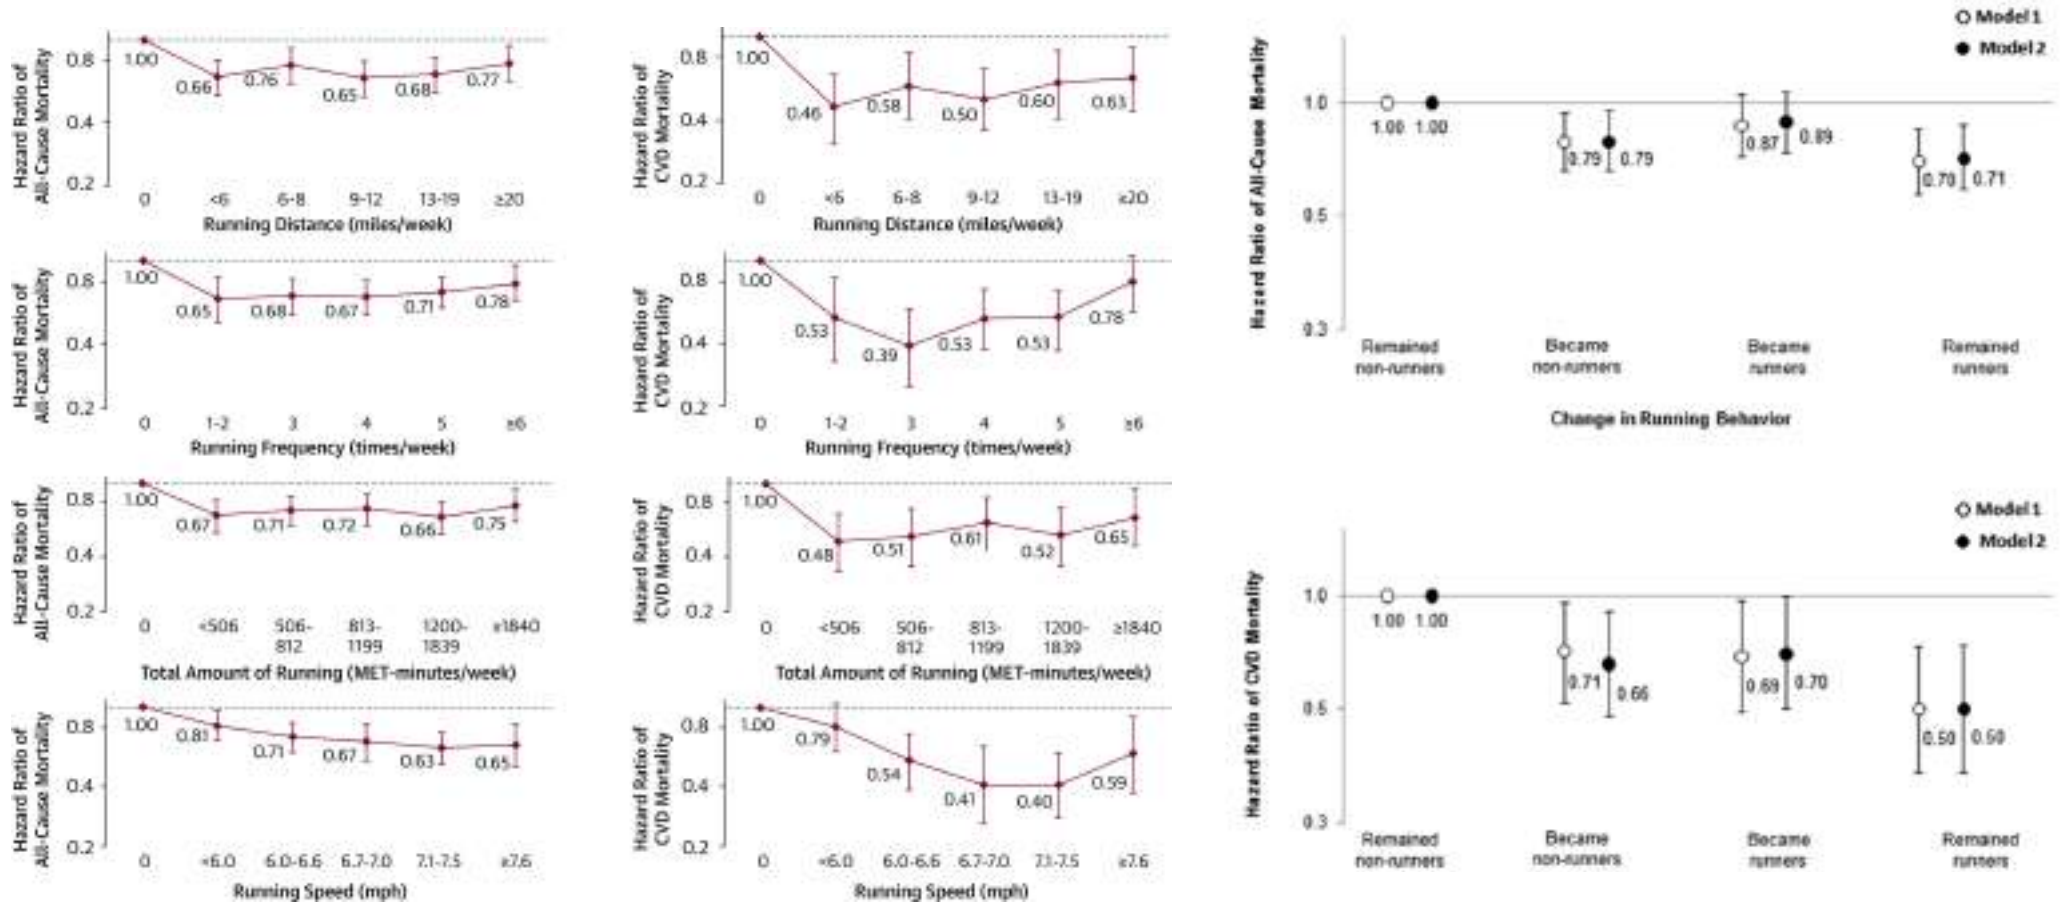 Hazard Ratio of
All-Cause Mortality
0.8
0.4
0.2
1.00
0.66
0.76
0.65
0.68
0.77
0 <6 6-8 9-12 13-19 ≥20
Running Distance (miles/week)
Hazard Ratio of
All-Cause Mortality
0.8
0.4
0.2
1.00
0.65
0.68
0.67
0.71
0.78
0 1-2 3 4 5 ≥6
Running Frequency (times/week)
Hazard Ratio of
All-Cause Mortality
0.8
0.4
0.2
1.00
0.67
0.71
0.72
0.66
0.75
0 <506 506- 813- 1200- ≥1840
812 1199 1839
Total Amount of Running (MET-minutes/week)
Hazard Ratio of
All-Cause Mortality
0.8
0.4
0.2
1.00
0.81
0.71
0.67
0.63
0.65
0 <6.0 6.0-6.6 6.7-7.0 7.1-7.5 ≥7.6
Running Speed (mph)
Hazard Ratio of
CVD Mortality
0.8
0.4
0.2
1.00
0.46
0.58
0.50
0.60
0.63
0 <6 6-8 9-12 13-19 ≥20
Running Distance (miles/week)
Hazard Ratio of
CVD Mortality
0.8
0.4
0.2
1.00
0.53
0.39
0.53
0.53
0.78
0 1-2 3 4 5 ≥6
Running Frequency (times/week)
Hazard Ratio of
CVD Mortality
0.8
0.4
0.2
1.00
0.48
0.51
0.61
0.52
0.65
0 <506 506- 813- 1200- ≥1840
812 1199 1839
Total Amount of Running (MET-minutes/week)
Hazard Ratio of
CVD Mortality
0.8
0.4
0.2
1.00
0.79
0.54
0.41
0.40
0.59
0 <6.0 6.0-6.6 6.7-7.0 7.1-7.5 ≥7.6
Running Speed (mph)
Model 1
Model 2
Hazard Ratio of All-Cause Mortality
1.0
0.5
0.3
1.00 1.00
0.79 0.79
0.87 0.89
0.70 0.71
Remained Became Became Remained
non-runners non-runners runners runners
Change in Running Behavior
Model 1
Model 2
Hazard Ratio of CVD Mortality
1.0
0.5
0.3
1.00 1.00
0.71 0.66
0.69 0.70
0.50 0.50
Remained Became Became Remained
non-runners non-runners runners runners